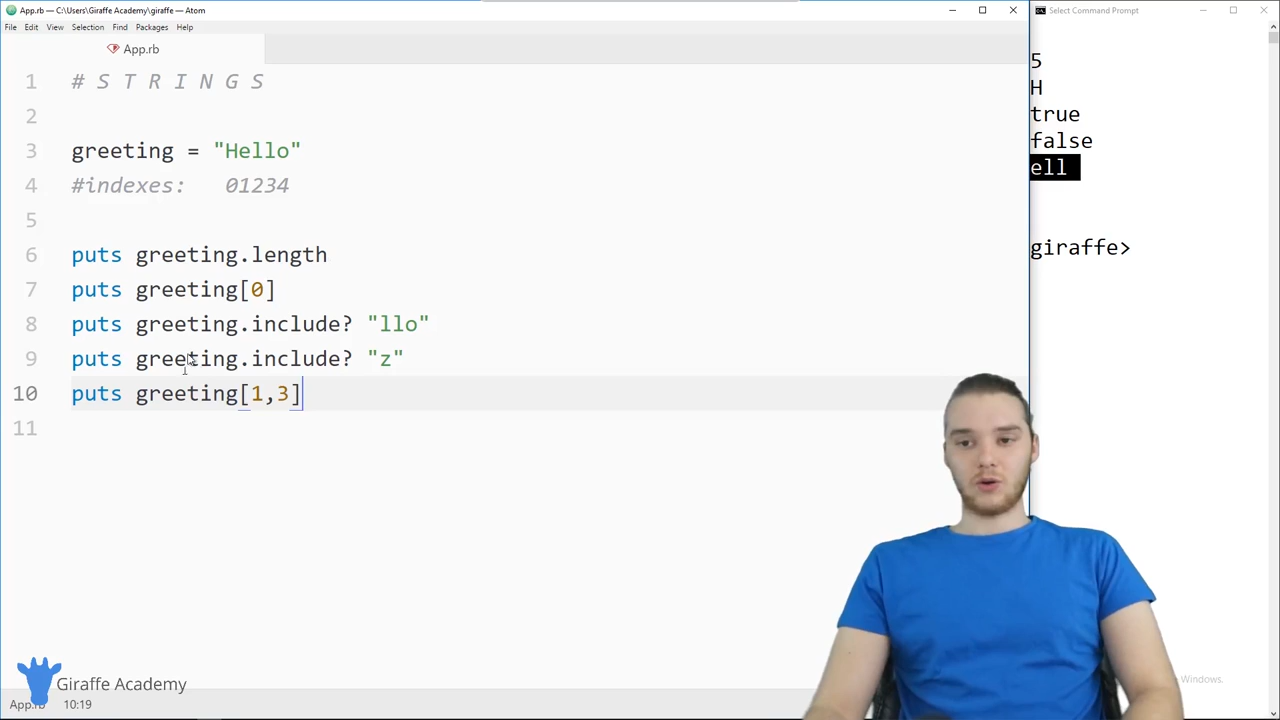 App.rb — C:\Users\Giraffe Academy\giraffe — Atom
File Edit View Selection Find Packages Help
App.rb
1 # S T R I N G S
2
3 greeting = "Hello"
4 #indexes: 01234
5
6 puts greeting.length
7 puts greeting[0]
8 puts greeting.include? "llo"
9 puts greeting.include? "z"
10 puts greeting[1,3]
11
Giraffe Academy
App.rb 10:19
Select Command Prompt
5
H
true
false
ell
giraffe>
Windows.